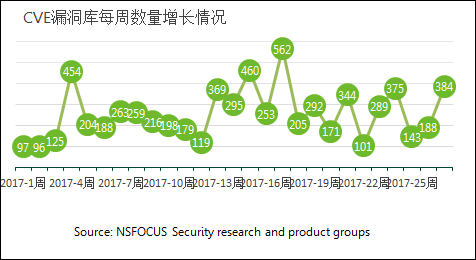 CVE漏洞库每周数量增长情况
97 96 125 454 204 188 263 259 216 198 179 119 369 295 460 253 562 205 292 171 344 101 289 375 143 188 384
2017-1周 2017-4周 2017-7周 2017-10周 2017-13周 2017-16周 2017-19周 2017-22周 2017-25周
Source: NSFOCUS Security research and product groups